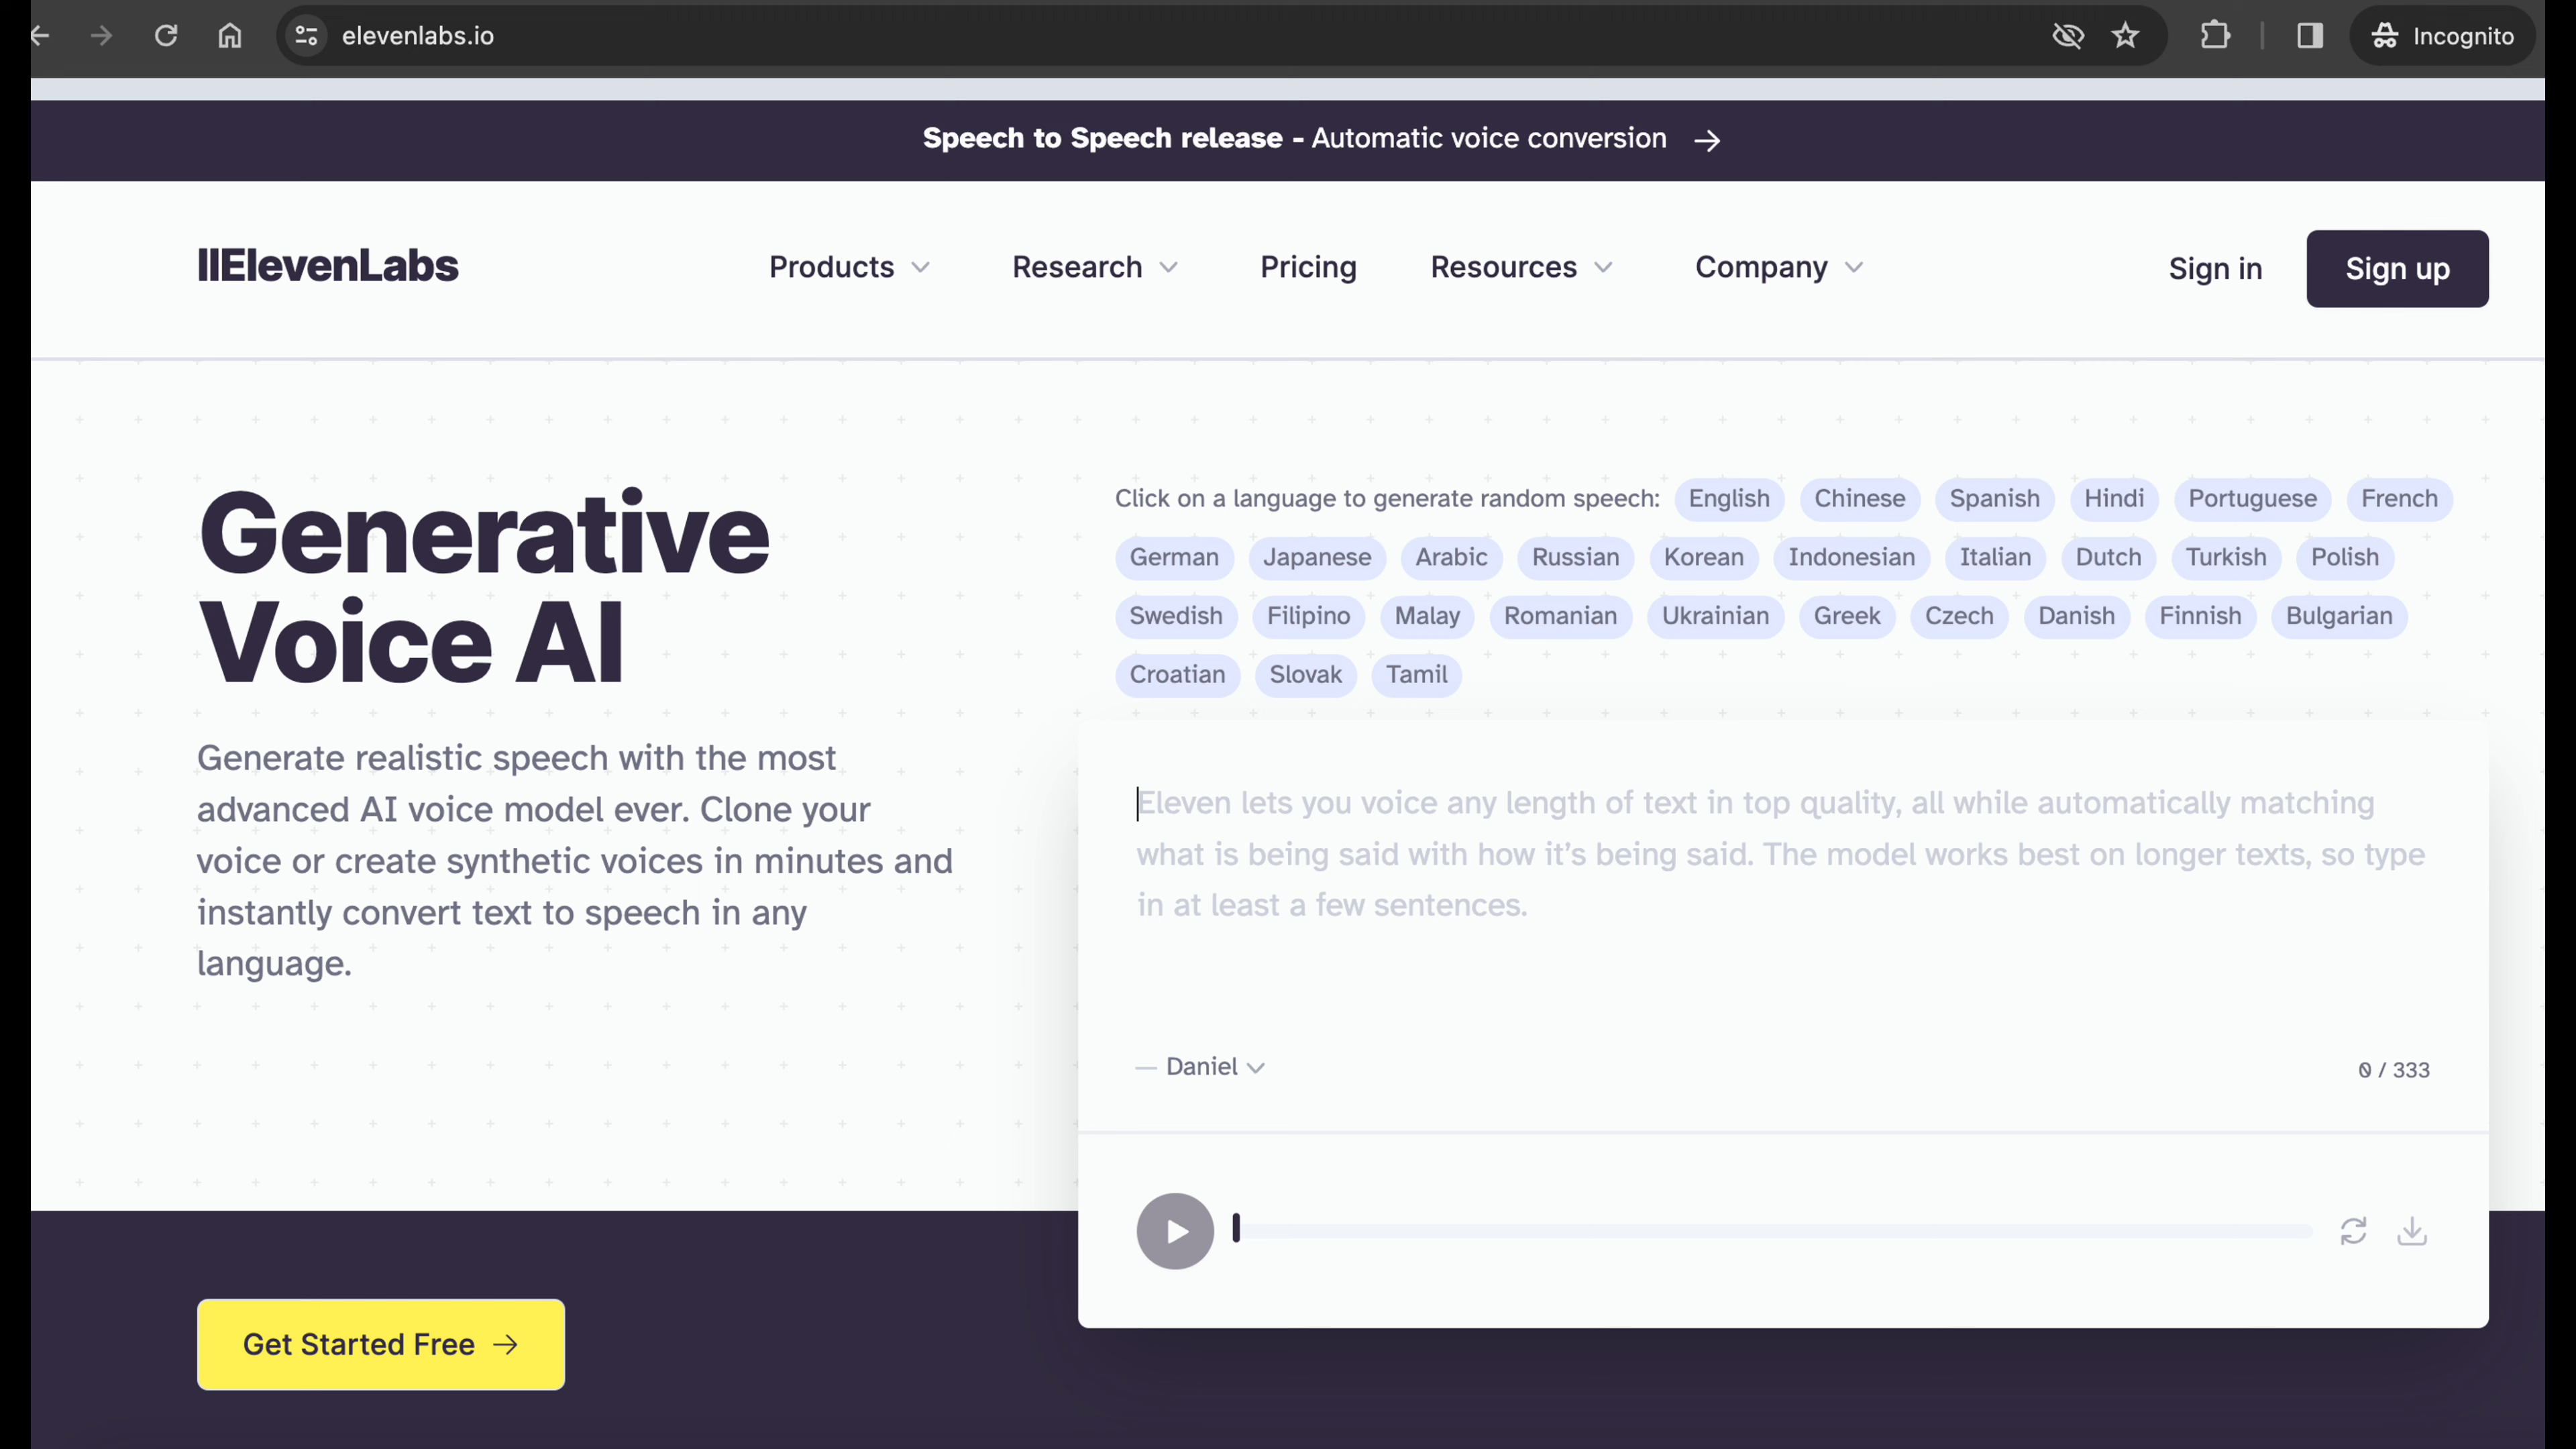 elevenlabs.io
Incognito
Speech to Speech release - Automatic voice conversion →
IIElevenLabs
Products
Research
Pricing
Resources
Company
Sign in
Sign up
Generative
Voice AI
Generate realistic speech with the most
advanced AI voice model ever. Clone your
voice or create synthetic voices in minutes and
instantly convert text to speech in any
language.
Get Started Free →
Click on a language to generate random speech: English Chinese Spanish Hindi Portuguese French
German Japanese Arabic Russian Korean Indonesian Italian Dutch Turkish Polish
Swedish Filipino Malay Romanian Ukrainian Greek Czech Danish Finnish Bulgarian
Croatian Slovak Tamil
Eleven lets you voice any length of text in top quality, all while automatically matching
what is being said with how it’s being said. The model works best on longer texts, so type
in at least a few sentences.
— Daniel
0 / 333